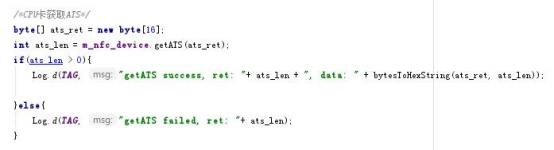 /*CPU卡获取ATS*/
byte[] ats_ret = new byte[16];
int ats_len = m_nfc_device.getATS(ats_ret);
if(ats_len > 0){
Log.d(TAG, msg: "getATS success, ret: "+ ats_len + ", data: " + bytesToHexString(ats_ret, ats_len));
}else{
Log.d(TAG, msg: "getATS failed, ret: "+ ats_len);
}